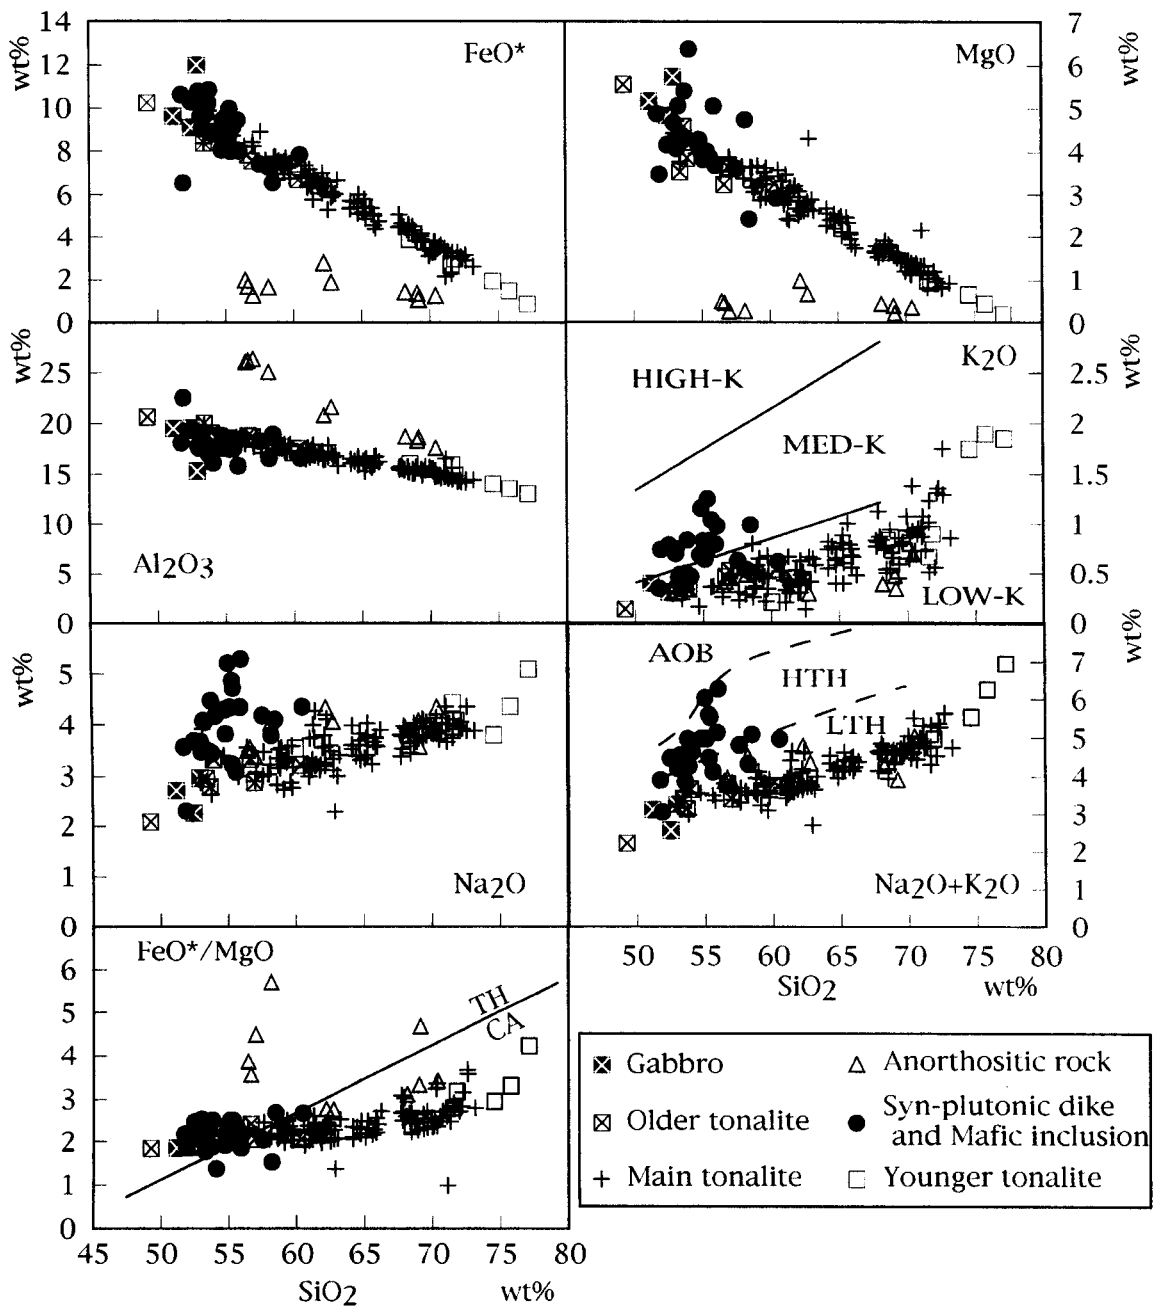 14
12
10
8
6
4
2
0
wt%
FeO*
7
6
5
4
3
2
1
0
wt%
MgO
25
20
15
10
5
0
wt%
Al2O3
2.5
2
1.5
1
0.5
0
wt%
K2O
HIGH-K
MED-K
LOW-K
5
4
3
2
1
0
wt%
Na2O
7
6
5
4
3
2
1
0
wt%
AOB
HTH
LTH
Na2O+K2O
50 55 60 65 70 75 80
SiO2 wt%
FeO*/MgO
6
5
4
3
2
1
0
TH
CA
45 50 55 60 65 70 75 80
SiO2 wt%
Gabbro
Older tonalite
Main tonalite
Anorthositic rock
Syn-plutonic dike
and Mafic inclusion
Younger tonalite